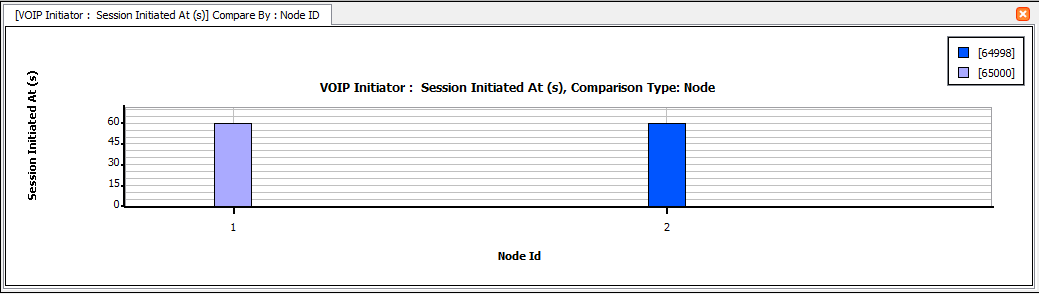 [VOIP Initiator : Session Initiated At (s)] Compare By : Node ID
[64998]
[65000]
VOIP Initiator : Session Initiated At (s), Comparison Type: Node
Session Initiated At (s)
60
45
30
15
0
1
2
Node Id